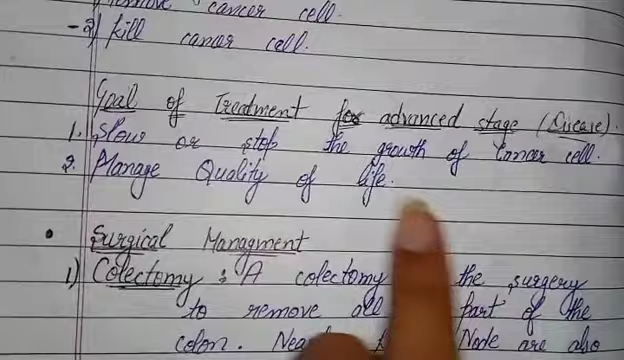 remove cancer cell.
-2) kill cancer cell.
Goal of Treatment for advanced stage (Disease).
1. Slow or stop the growth of Cancer cell.
2. Manage Quality of life.
• Surgical Managment
1) Colectomy : A colectomy the surgery
to remove all part of the
colon. Node are also